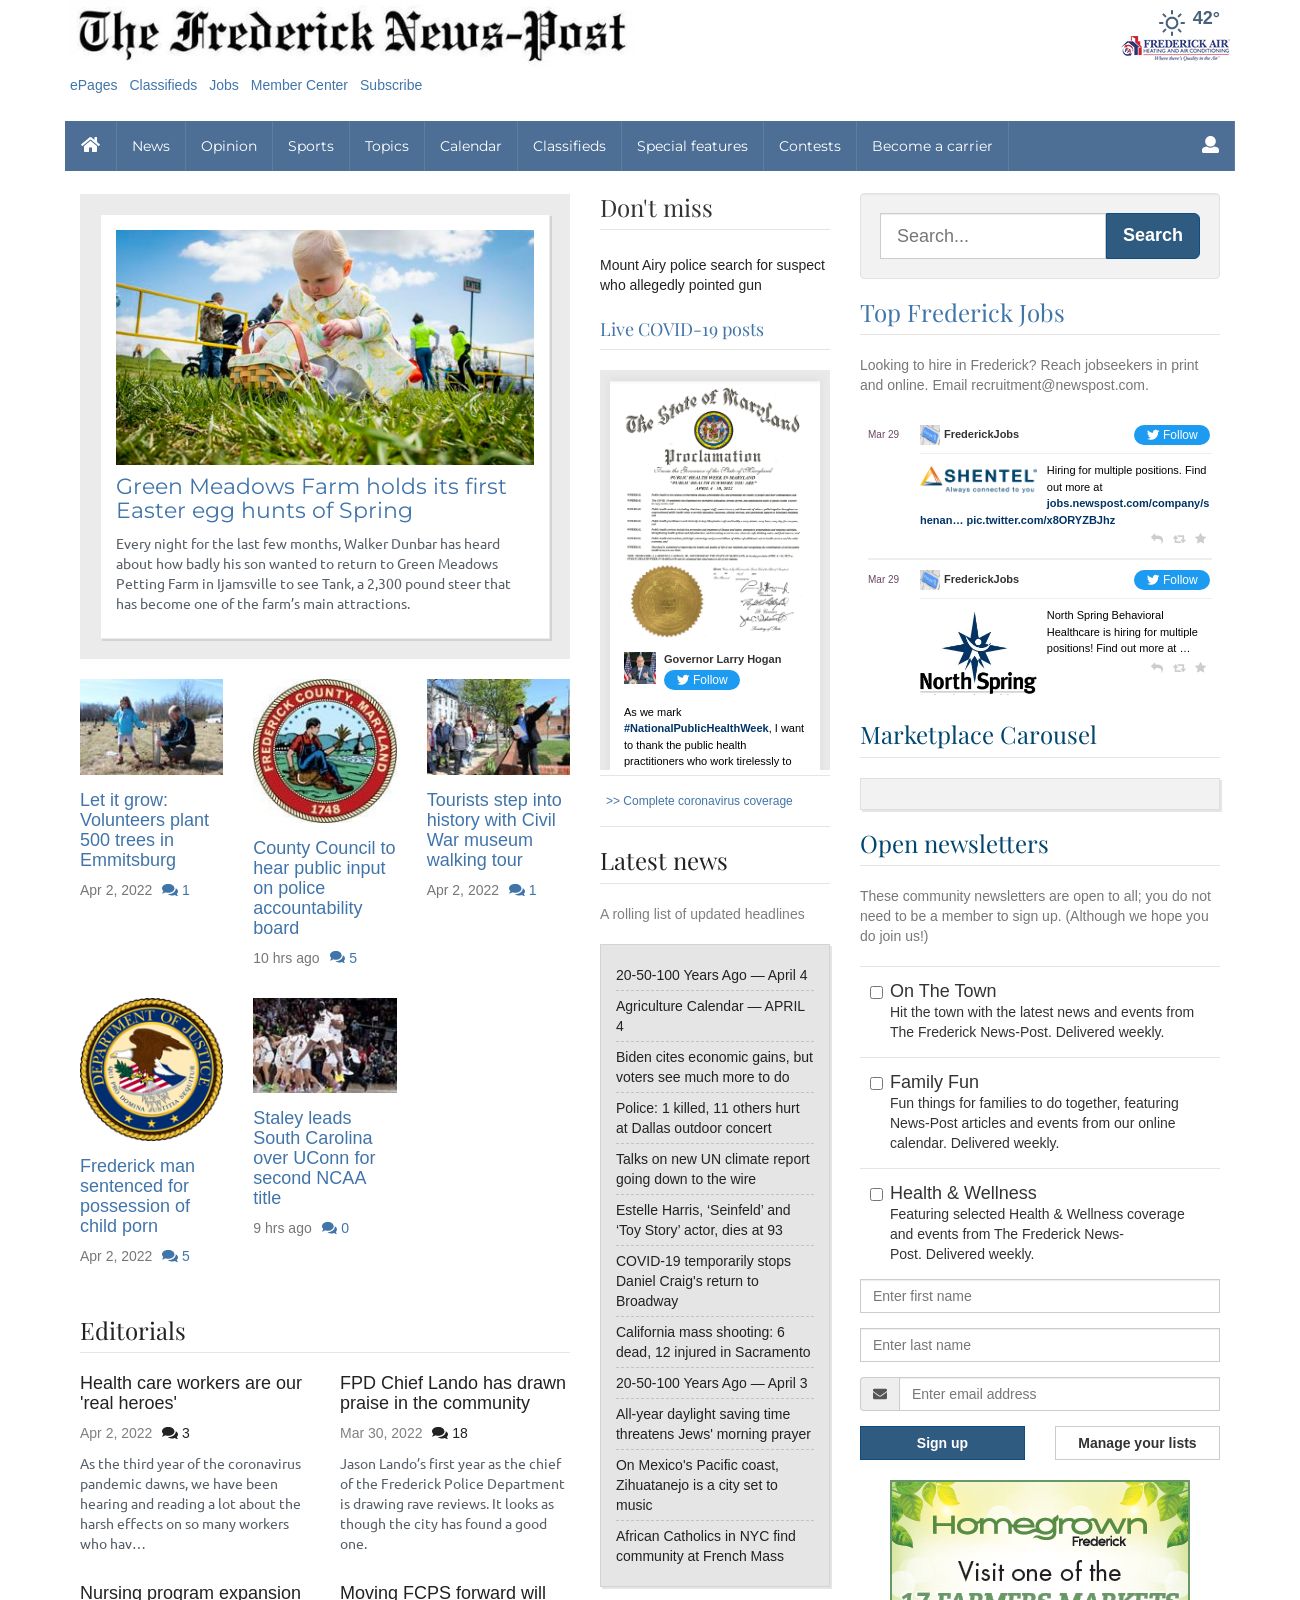 The Frederick News-Post
42°
FREDERICK AIR
HEATING AND AIR CONDITIONING
Where there's Quality in the Air
ePages Classifieds Jobs Member Center Subscribe
News Opinion Sports Topics Calendar Classifieds Special features Contests Become a carrier
ENTER
Green Meadows Farm holds its first
Easter egg hunts of Spring
Every night for the last few months, Walker Dunbar has heard
about how badly his son wanted to return to Green Meadows
Petting Farm in Ijamsville to see Tank, a 2,300 pound steer that
has become one of the farm’s main attractions.
Let it grow:
Volunteers plant
500 trees in
Emmitsburg
Apr 2, 2022 1
FREDERICK COUNTY, MARYLAND
1748
County Council to
hear public input
on police
accountability
board
10 hrs ago 5
Tourists step into
history with Civil
War museum
walking tour
Apr 2, 2022 1
DEPARTMENT OF JUSTICE
QUI PRO DOMINA JUSTITIA SEQUITUR
Frederick man
sentenced for
possession of
child porn
Apr 2, 2022 5
Staley leads
South Carolina
over UConn for
second NCAA
title
9 hrs ago 0
Editorials
Health care workers are our
'real heroes'
Apr 2, 2022 3
As the third year of the coronavirus
pandemic dawns, we have been
hearing and reading a lot about the
harsh effects on so many workers
who hav…
Nursing program expansion
FPD Chief Lando has drawn
praise in the community
Mar 30, 2022 18
Jason Lando’s first year as the chief
of the Frederick Police Department
is drawing rave reviews. It looks as
though the city has found a good
one.
Moving FCPS forward will
Don't miss
Mount Airy police search for suspect
who allegedly pointed gun
Live COVID-19 posts
The State of Maryland
Proclamation
Governor Larry Hogan
Follow
As we mark
#NationalPublicHealthWeek, I want
to thank the public health
practitioners who work tirelessly to
>> Complete coronavirus coverage
Latest news
A rolling list of updated headlines
20-50-100 Years Ago — April 4
Agriculture Calendar — APRIL
4
Biden cites economic gains, but
voters see much more to do
Police: 1 killed, 11 others hurt
at Dallas outdoor concert
Talks on new UN climate report
going down to the wire
Estelle Harris, ‘Seinfeld’ and
‘Toy Story’ actor, dies at 93
COVID-19 temporarily stops
Daniel Craig's return to
Broadway
California mass shooting: 6
dead, 12 injured in Sacramento
20-50-100 Years Ago — April 3
All-year daylight saving time
threatens Jews' morning prayer
On Mexico's Pacific coast,
Zihuatanejo is a city set to
music
African Catholics in NYC find
community at French Mass
Search... Search
Top Frederick Jobs
Looking to hire in Frederick? Reach jobseekers in print
and online. Email recruitment@newspost.com.
Mar 29 FrederickJobs Follow
SHENTEL
Always connected to you
Hiring for multiple positions. Find
out more at
jobs.newspost.com/company/s
henan… pic.twitter.com/x8ORYZBJhz
Mar 29 FrederickJobs Follow
North Spring
North Spring Behavioral
Healthcare is hiring for multiple
positions! Find out more at …
Marketplace Carousel
Open newsletters
These community newsletters are open to all; you do not
need to be a member to sign up. (Although we hope you
do join us!)
On The Town
Hit the town with the latest news and events from
The Frederick News-Post. Delivered weekly.
Family Fun
Fun things for families to do together, featuring
News-Post articles and events from our online
calendar. Delivered weekly.
Health & Wellness
Featuring selected Health & Wellness coverage
and events from The Frederick News-
Post. Delivered weekly.
Enter first name
Enter last name
Enter email address
Sign up Manage your lists
Homegrown
Frederick
Visit one of the
17 FARMERS MARKETS